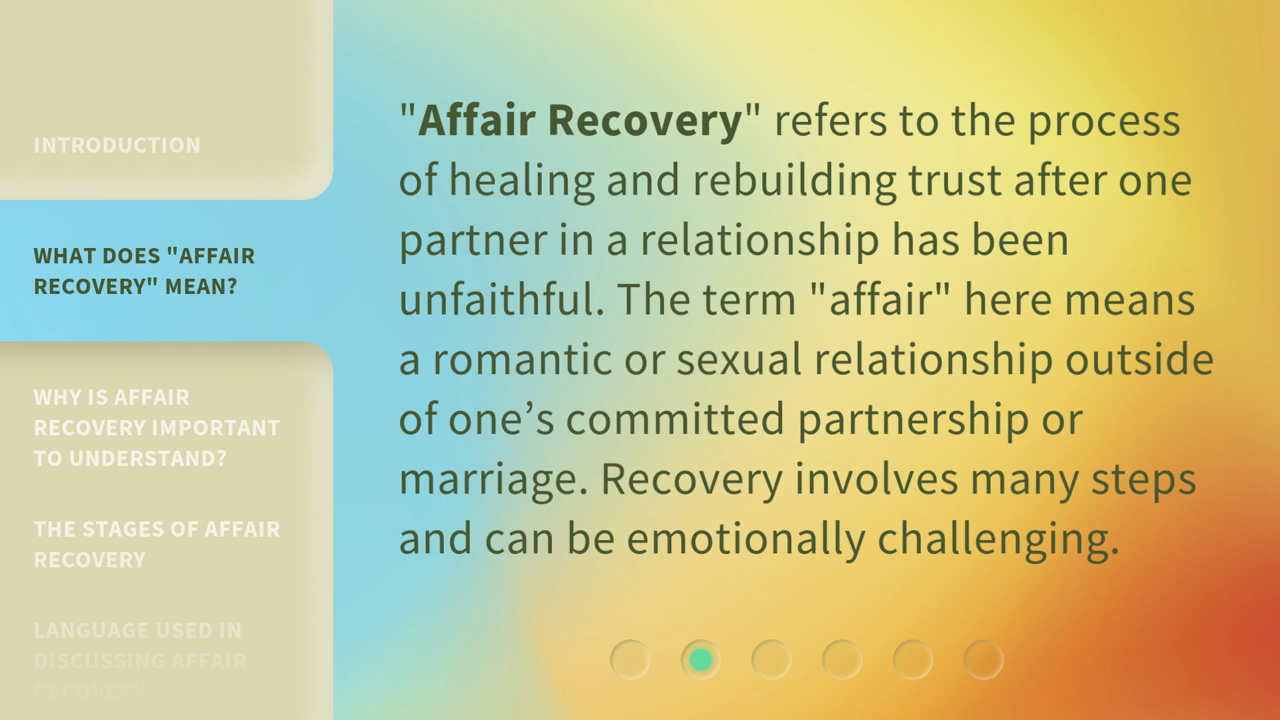 INTRODUCTION
WHAT DOES "AFFAIR
RECOVERY" MEAN?
WHY IS AFFAIR
RECOVERY IMPORTANT
TO UNDERSTAND?
THE STAGES OF AFFAIR
RECOVERY
LANGUAGE USED IN
DISCUSSING AFFAIR
RECOVERY
"Affair Recovery" refers to the process
of healing and rebuilding trust after one
partner in a relationship has been
unfaithful. The term "affair" here means
a romantic or sexual relationship outside
of one’s committed partnership or
marriage. Recovery involves many steps
and can be emotionally challenging.